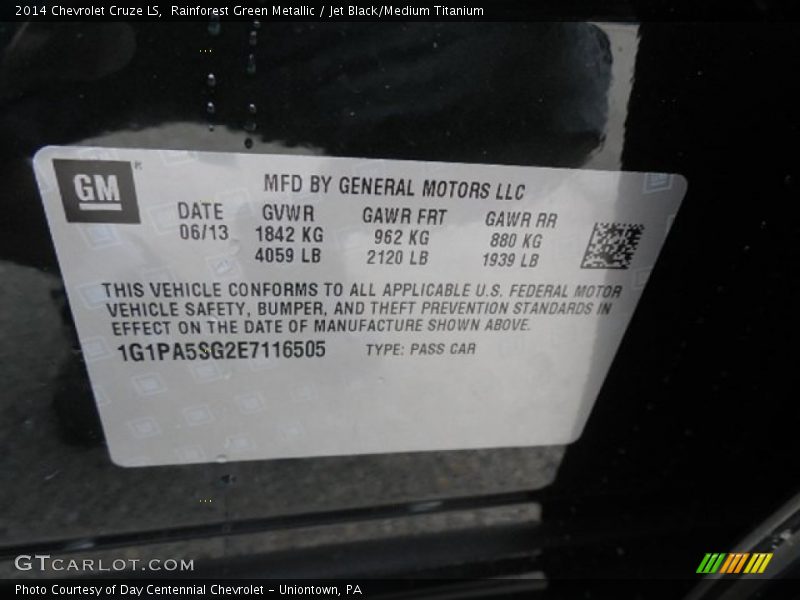 2014 Chevrolet Cruze LS,  Rainforest Green Metallic / Jet Black/Medium Titanium
GM
MFD BY GENERAL MOTORS LLC
DATE GVWR GAWR FRT GAWR RR
06/13 1842 KG 962 KG 880 KG
4059 LB 2120 LB 1939 LB
THIS VEHICLE CONFORMS TO ALL APPLICABLE U.S. FEDERAL MOTOR
VEHICLE SAFETY, BUMPER, AND THEFT PREVENTION STANDARDS IN
EFFECT ON THE DATE OF MANUFACTURE SHOWN ABOVE.
1G1PA5SG2E7116505 TYPE: PASS CAR
GTCARLOT.COM
Photo Courtesy of Day Centennial Chevrolet - Uniontown, PA